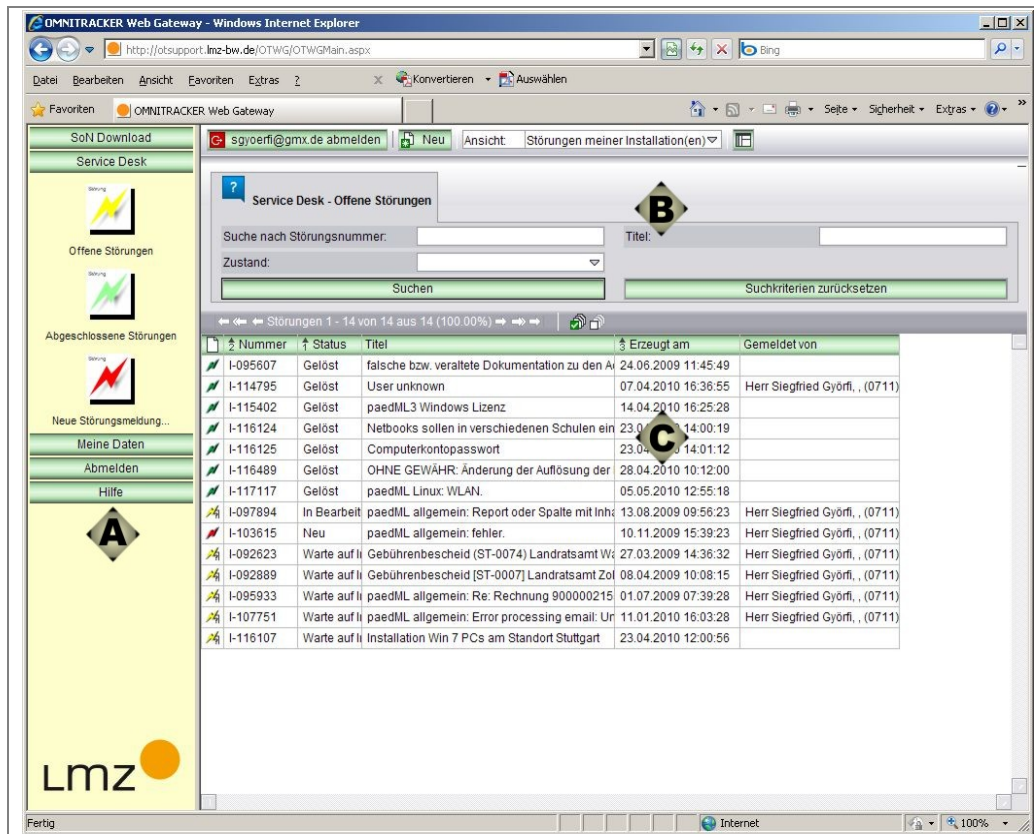 OMNITRACKER Web Gateway - Windows Internet Explorer
http://otsupport.lmz-bw.de/OTWG/OTWGMain.aspx
Bing
Datei Bearbeiten Ansicht Favoriten Extras ?
x Konvertieren Auswählen
Favoriten OMNITRACKER Web Gateway
Seite Sicherheit Extras
SoN Download
Service Desk
Störung
Offene Störungen
Störung
Abgeschlossene Störungen
Störung
Neue Störungsmeldung...
Meine Daten
Abmelden
Hilfe
A
Lmz
sgyoerfi@gmx.de abmelden Neu Ansicht: Störungen meiner Installation(en)
? Service Desk - Offene Störungen
B
Suche nach Störungsnummer: Titel:
Zustand:
Suchen Suchkriterien zurücksetzen
Störungen 1 - 14 von 14 aus 14 (100.00%)
2 Nummer 1 Status Titel 3 Erzeugt am Gemeldet von
I-095607 Gelöst falsche bzw. veraltete Dokumentation zu den 24.06.2009 11:45:49
I-114795 Gelöst User unknown 07.04.2010 16:36:55 Herr Siegfried Györfi, , (0711)
I-115402 Gelöst paedML3 Windows Lizenz 14.04.2010 16:25:28
I-116124 Gelöst Netbooks sollen in verschiedenen Schulen ein 23.0 14:00:19
C
I-116125 Gelöst Computerkontopasswort 23.04 14:01:12
I-116489 Gelöst OHNE GEWÄHR: Änderung der Auflösung der 28.04.2010 10:12:00
I-117117 Gelöst paedML Linux: WLAN. 05.05.2010 12:55:18
I-097894 In Bearbeit paedML allgemein: Report oder Spalte mit Inha 13.08.2009 09:56:23 Herr Siegfried Györfi, , (0711)
I-103615 Neu paedML allgemein: fehler. 10.11.2009 15:39:23 Herr Siegfried Györfi, , (0711)
I-092623 Warte auf Gebührenbescheid (ST-0074) Landratsamt Wa 27.03.2009 14:36:32 Herr Siegfried Györfi, , (0711)
I-092889 Warte auf Gebührenbescheid [ST-0007] Landratsamt Zol 08.04.2009 10:08:15 Herr Siegfried Györfi, , (0711)
I-095933 Warte auf paedML allgemein: Re: Rechnung 900000215 01.07.2009 07:39:28 Herr Siegfried Györfi, , (0711)
I-107751 Warte auf paedML allgemein: Error processing email: Un 11.01.2010 16:03:28 Herr Siegfried Györfi, , (0711)
I-116107 Warte auf Installation Win 7 PCs am Standort Stuttgart 23.04.2010 12:00:56
Fertig Internet 100%